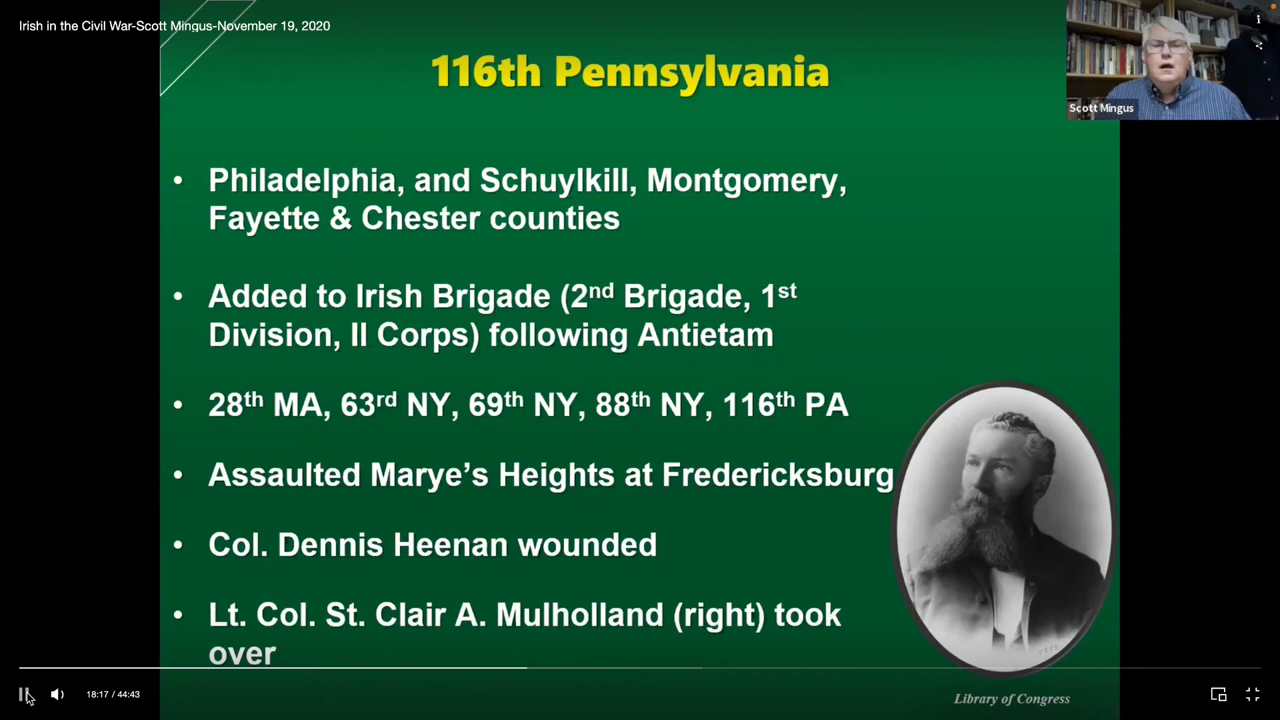 Irish in the Civil War-Scott Mingus-November 19, 2020
116th Pennsylvania
Scott Mingus
• Philadelphia, and Schuylkill, Montgomery,
Fayette & Chester counties
• Added to Irish Brigade (2nd Brigade, 1st
Division, II Corps) following Antietam
• 28th MA, 63rd NY, 69th NY, 88th NY, 116th PA
• Assaulted Marye’s Heights at Fredericksburg
• Col. Dennis Heenan wounded
• Lt. Col. St. Clair A. Mulholland (right) took
over
18:17 / 44:43
Library of Congress